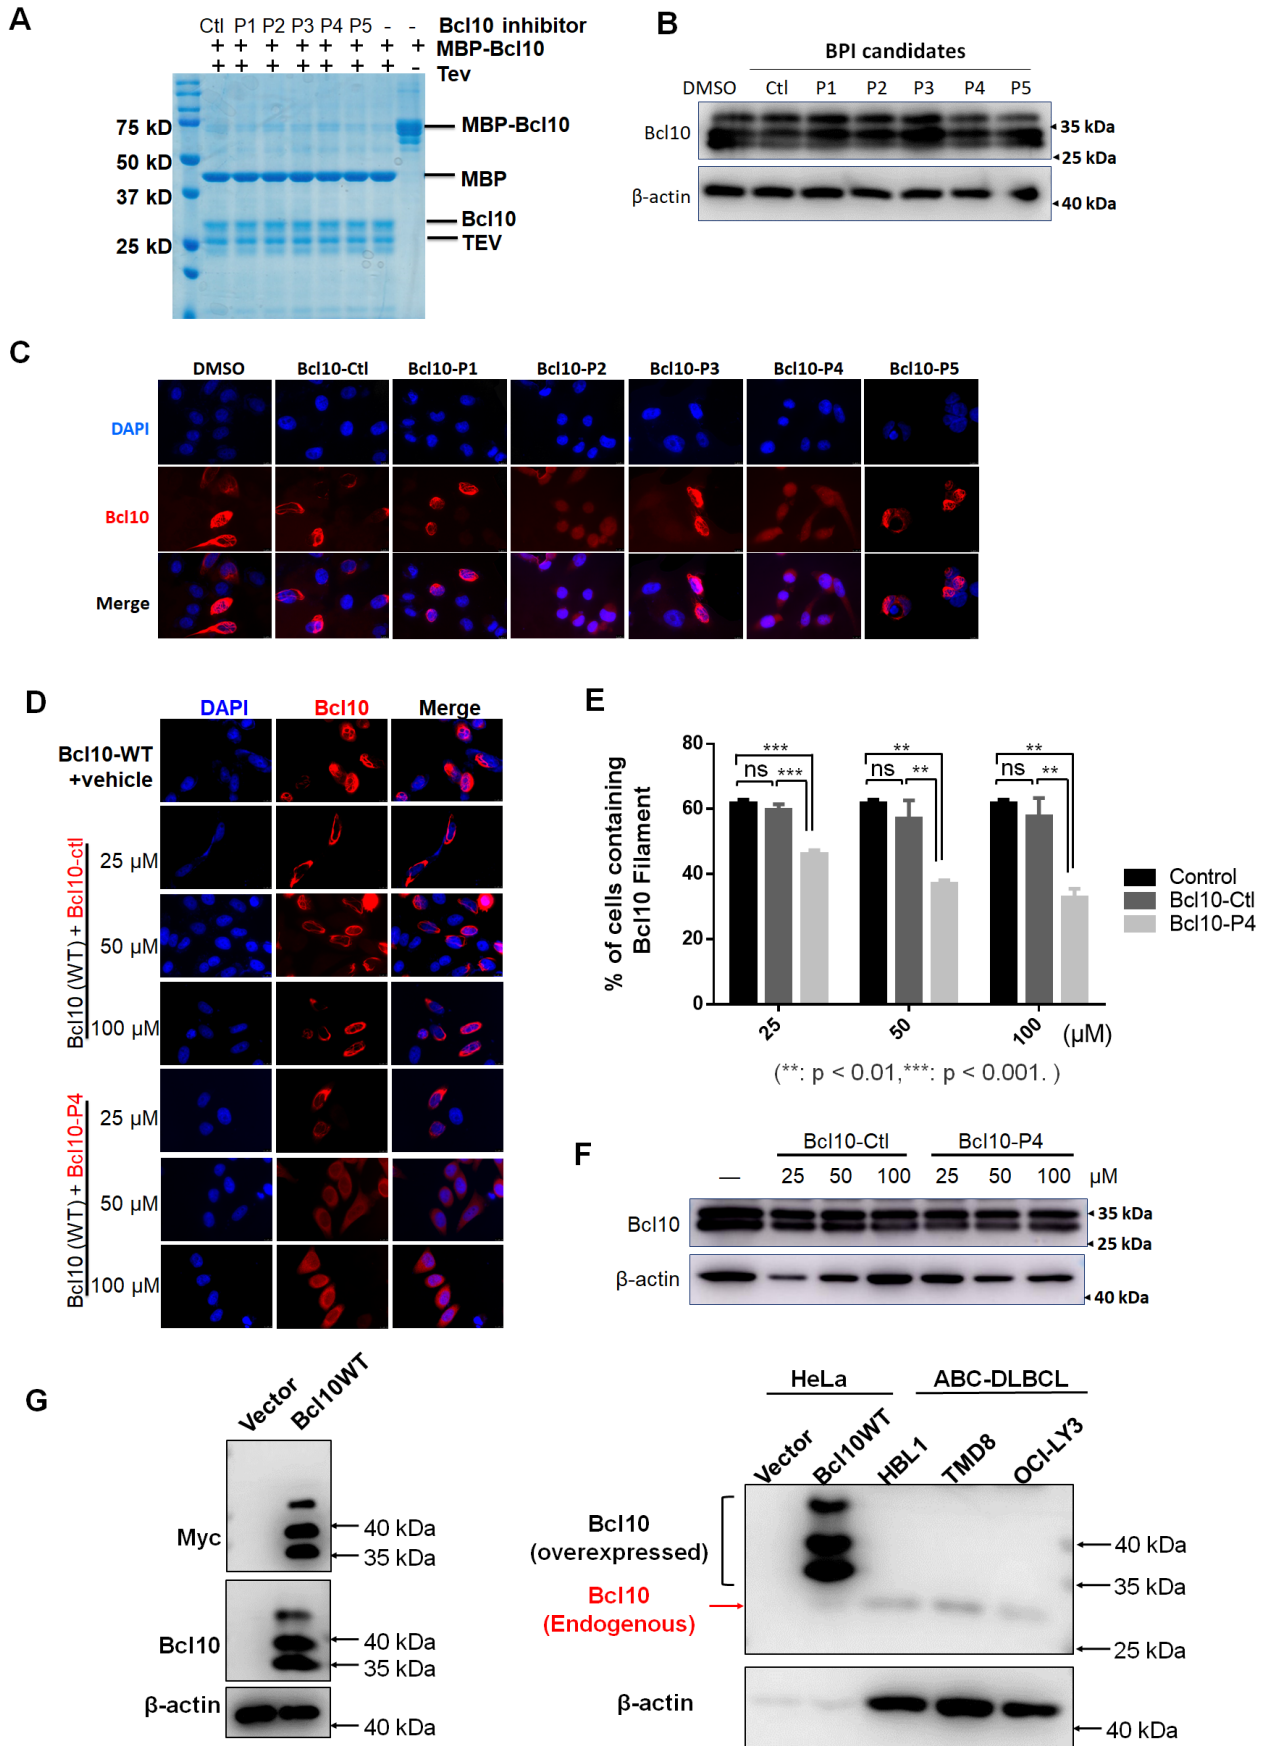 A
Ctl P1 P2 P3 P4 P5 - - Bcl10 inhibitor
+ + + + + + + + MBP-Bcl10
+ + + + + + + - Tev
75 kD
50 kD
37 kD
25 kD
MBP-Bcl10
MBP
Bcl10
TEV
B
BPI candidates
DMSO Ctl P1 P2 P3 P4 P5
Bcl10
35 kDa
25 kDa
β-actin
40 kDa
C
DMSO Bcl10-Ctl Bcl10-P1 Bcl10-P2 Bcl10-P3 Bcl10-P4 Bcl10-P5
DAPI
Bcl10
Merge
D
DAPI Bcl10 Merge
Bcl10-WT
+vehicle
Bcl10 (WT) + Bcl10-ctl
25 µM
50 µM
100 µM
Bcl10 (WT) + Bcl10-P4
25 µM
50 µM
100 µM
E
% of cells containing
Bcl10 Filament
80
60
40
20
0
*** ** **
ns *** ns ** ns **
25 50 100 (µM)
Control
Bcl10-Ctl
Bcl10-P4
(**: p < 0.01,***: p < 0.001. )
F
Bcl10-Ctl Bcl10-P4
— 25 50 100 25 50 100 µM
Bcl10
35 kDa
25 kDa
β-actin
40 kDa
G
Vector Bcl10WT
Myc
40 kDa
35 kDa
Bcl10
40 kDa
35 kDa
β-actin
40 kDa
HeLa ABC-DLBCL
Vector Bcl10WT HBL1 TMD8 OCI-LY3
Bcl10
(overexpressed)
Bcl10
(Endogenous)
40 kDa
35 kDa
25 kDa
β-actin
40 kDa